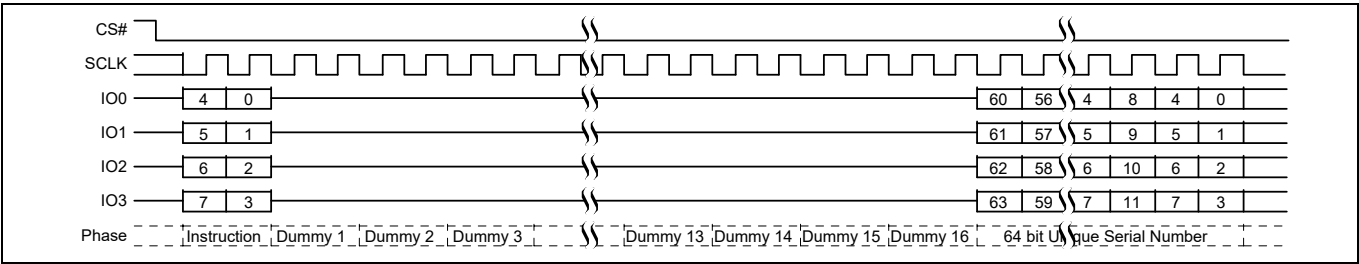 CS#
SCLK
IO0 4 0 60 56 4 8 4 0
IO1 5 1 61 57 5 9 5 1
IO2 6 2 62 58 6 10 6 2
IO3 7 3 63 59 7 11 7 3
Phase Instruction Dummy 1 Dummy 2 Dummy 3 Dummy 13 Dummy 14 Dummy 15 Dummy 16 64 bit Unique Serial Number